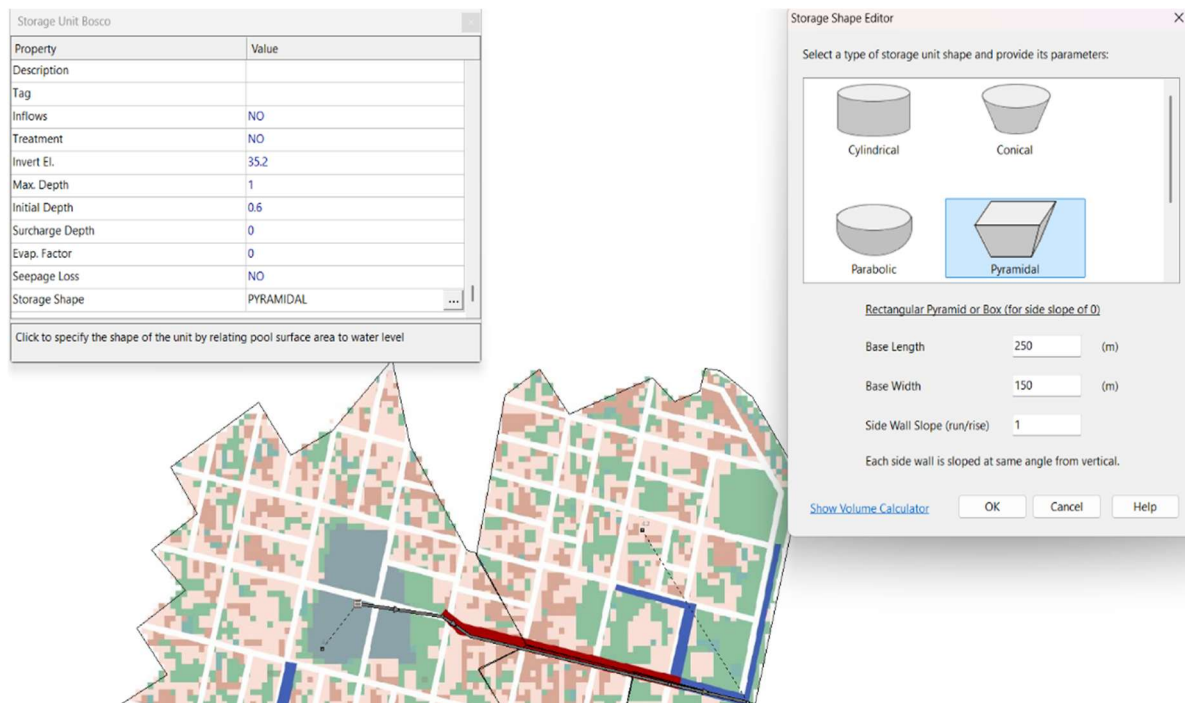 Storage Unit Bosco
Property Value
Description
Tag
Inflows NO
Treatment NO
Invert El. 35.2
Max. Depth 1
Initial Depth 0.6
Surcharge Depth 0
Evap. Factor 0
Seepage Loss NO
Storage Shape PYRAMIDAL ...
Click to specify the shape of the unit by relating pool surface area to water level
Storage Shape Editor
Select a type of storage unit shape and provide its parameters:
Cylindrical Conical
Parabolic Pyramidal
Rectangular Pyramid or Box (for side slope of 0)
Base Length 250 (m)
Base Width 150 (m)
Side Wall Slope (run/rise) 1
Each side wall is sloped at same angle from vertical.
Show Volume Calculator OK Cancel Help